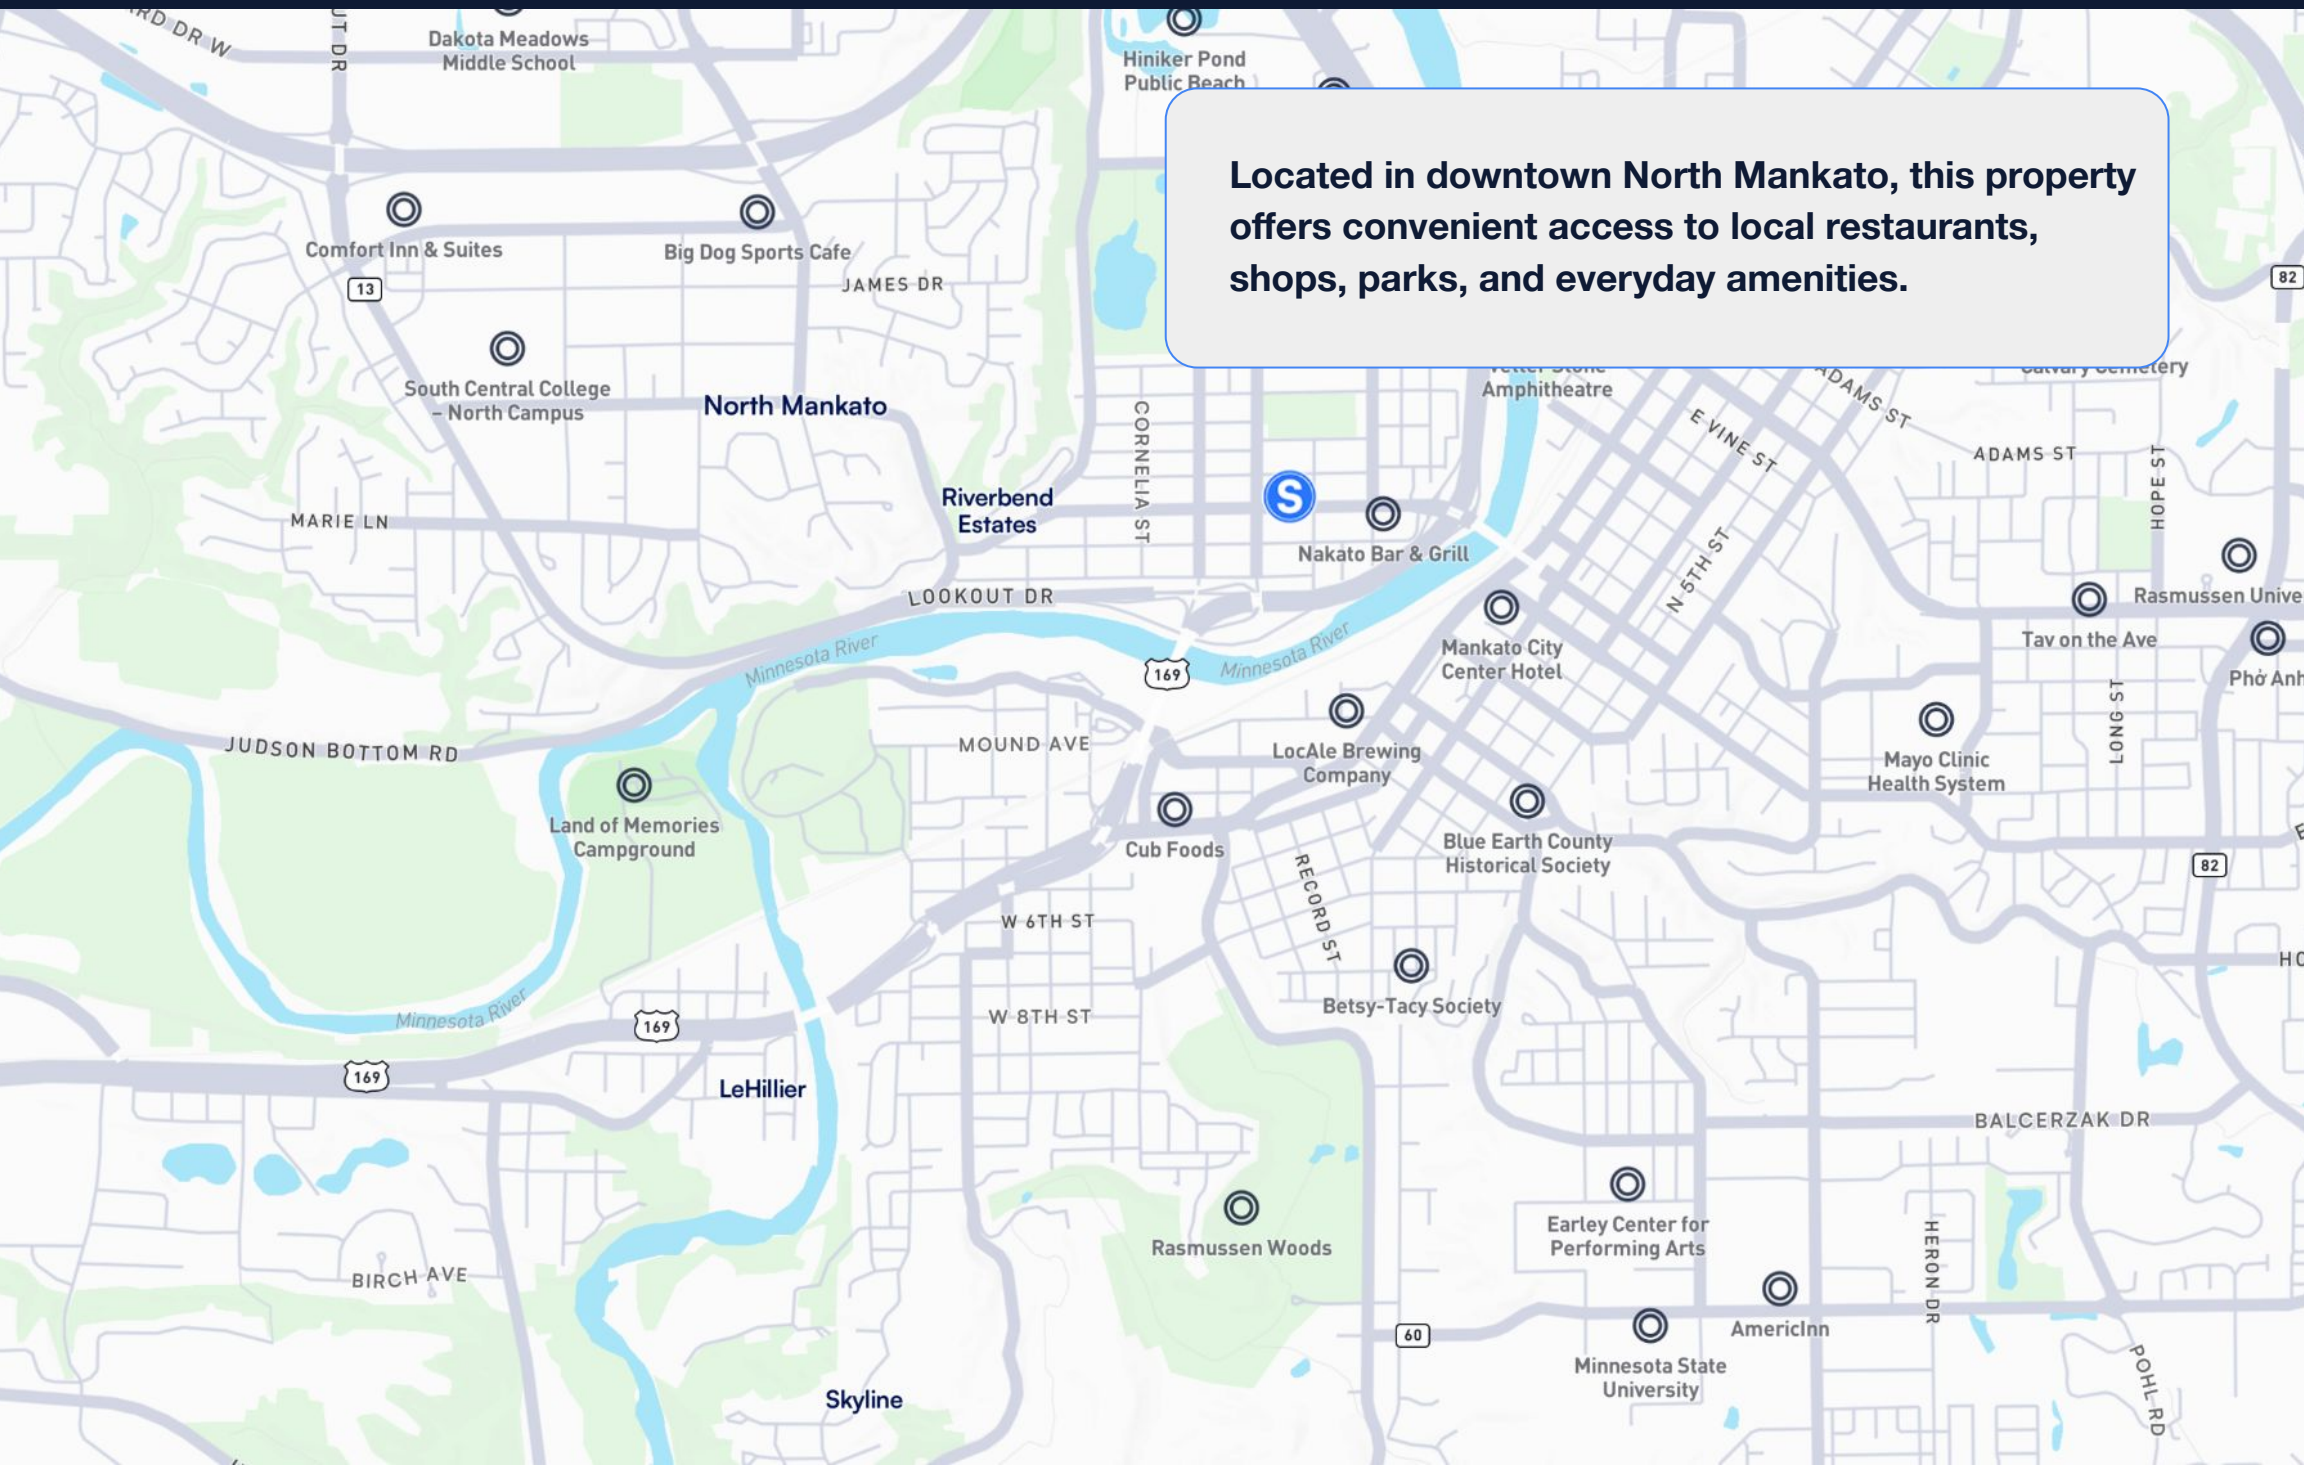 Dakota Meadows
Middle School
Hiniker Pond
Public Beach
Located in downtown North Mankato, this property
offers convenient access to local restaurants,
shops, parks, and everyday amenities.
Comfort Inn & Suites
Big Dog Sports Cafe
82
13
JAMES DR
South Central College
– North Campus
North Mankato
Amphitheatre
Calvary Cemetery
ADAMS ST
E VINE ST
ADAMS ST
CORNELIA ST
HOPE ST
Riverbend
Estates
S
MARIE LN
Nakato Bar & Grill
N 5TH ST
LOOKOUT DR
Rasmussen Unive
Minnesota River
Minnesota River
169
Mankato City
Center Hotel
Tav on the Ave
Phở Anh
LONG ST
JUDSON BOTTOM RD
MOUND AVE
LocAle Brewing
Company
Mayo Clinic
Health System
Land of Memories
Campground
Cub Foods
Blue Earth County
Historical Society
82
RECORD ST
W 6TH ST
HO
Betsy-Tacy Society
Minnesota River
169
W 8TH ST
169
LeHillier
BALCERZAK DR
Rasmussen Woods
Earley Center for
Performing Arts
HERON DR
BIRCH AVE
AmericInn
60
Minnesota State
University
POHL RD
Skyline